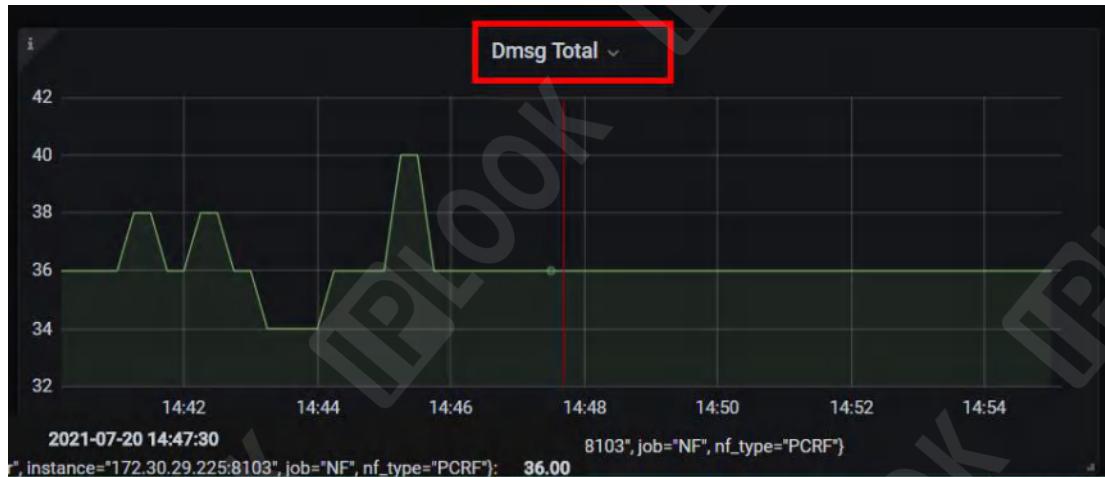 i
Dmsg Total
42
40
38
36
34
32
14:42 14:44 14:46 14:48 14:50 14:52 14:54
2021-07-20 14:47:30
8103", job="NF", nf_type="PCRF"}
r", instance="172.30.29.225:8103", job="NF", nf_type="PCRF"}: 36.00
IPLOOK